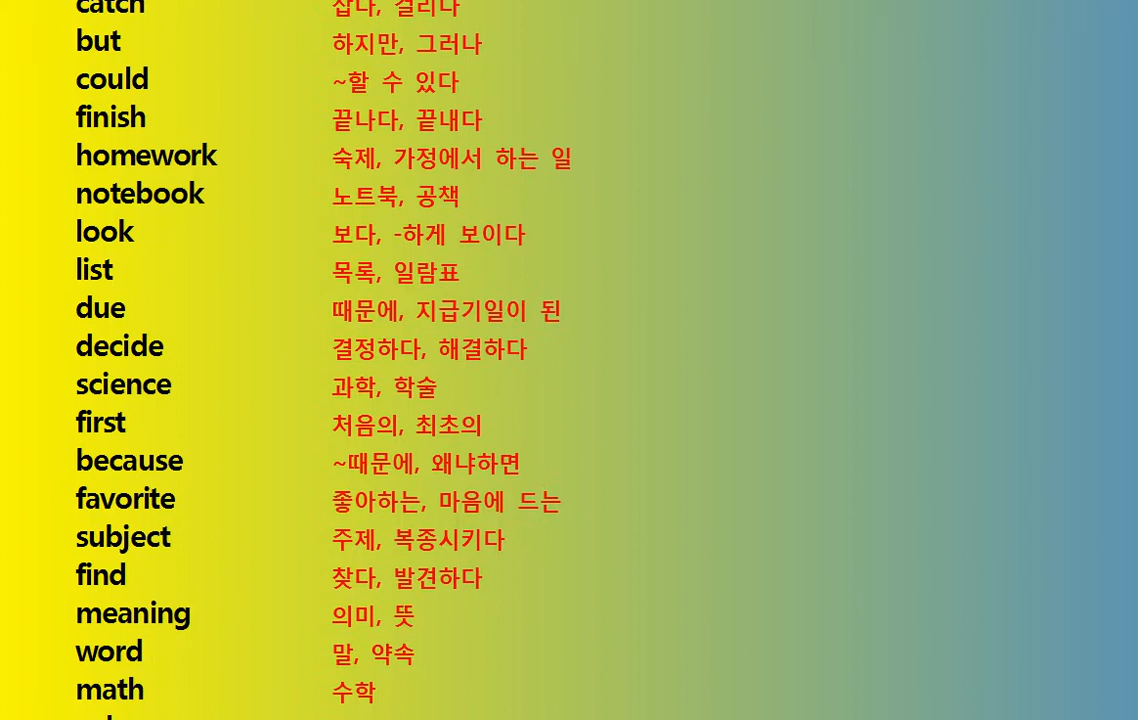 catch 잡다, 걸리다
but 하지만, 그러나
could ~할 수 있다
finish 끝나다, 끝내다
homework 숙제, 가정에서 하는 일
notebook 노트북, 공책
look 보다, -하게 보이다
list 목록, 일람표
due 때문에, 지급기일이 된
decide 결정하다, 해결하다
science 과학, 학술
first 처음의, 최초의
because ~때문에, 왜냐하면
favorite 좋아하는, 마음에 드는
subject 주제, 복종시키다
find 찾다, 발견하다
meaning 의미, 뜻
word 말, 약속
math 수학